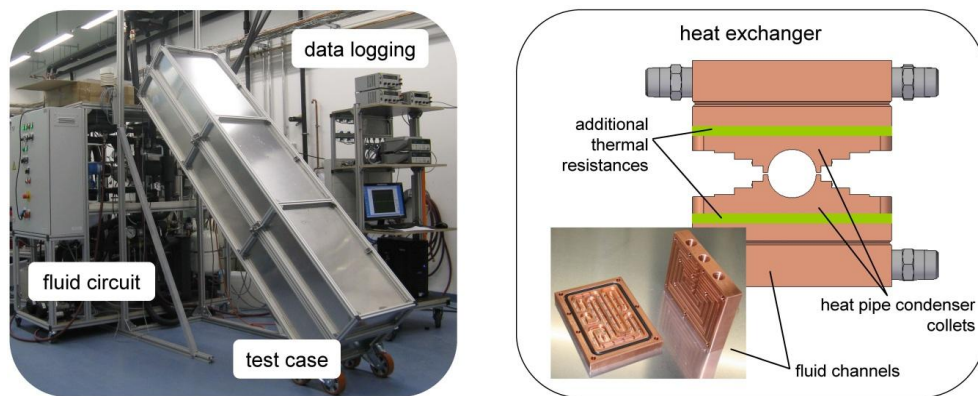 data logging
fluid circuit
test case
heat exchanger
additional
thermal
resistances
heat pipe condenser
collets
fluid channels